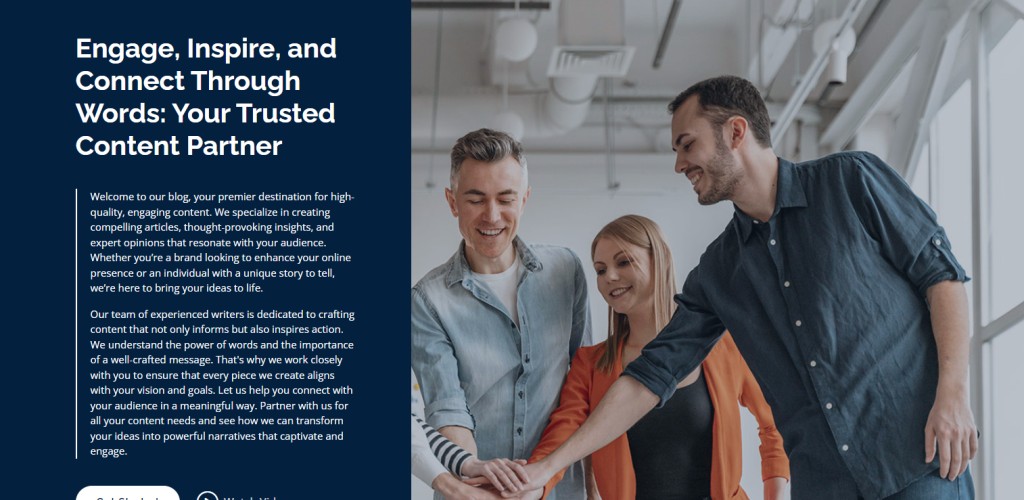 Engage, Inspire, and
Connect Through
Words: Your Trusted
Content Partner
Welcome to our blog, your premier destination for high-
quality, engaging content. We specialize in creating
compelling articles, thought-provoking insights, and
expert opinions that resonate with your audience.
Whether you’re a brand looking to enhance your online
presence or an individual with a unique story to tell,
we’re here to bring your ideas to life.
Our team of experienced writers is dedicated to crafting
content that not only informs but also inspires action.
We understand the power of words and the importance
of a well-crafted message. That’s why we work closely
with you to ensure that every piece we create aligns
with your vision and goals. Let us help you connect with
your audience in a meaningful way. Partner with us for
all your content needs and see how we can transform
your ideas into powerful narratives that captivate and
engage.